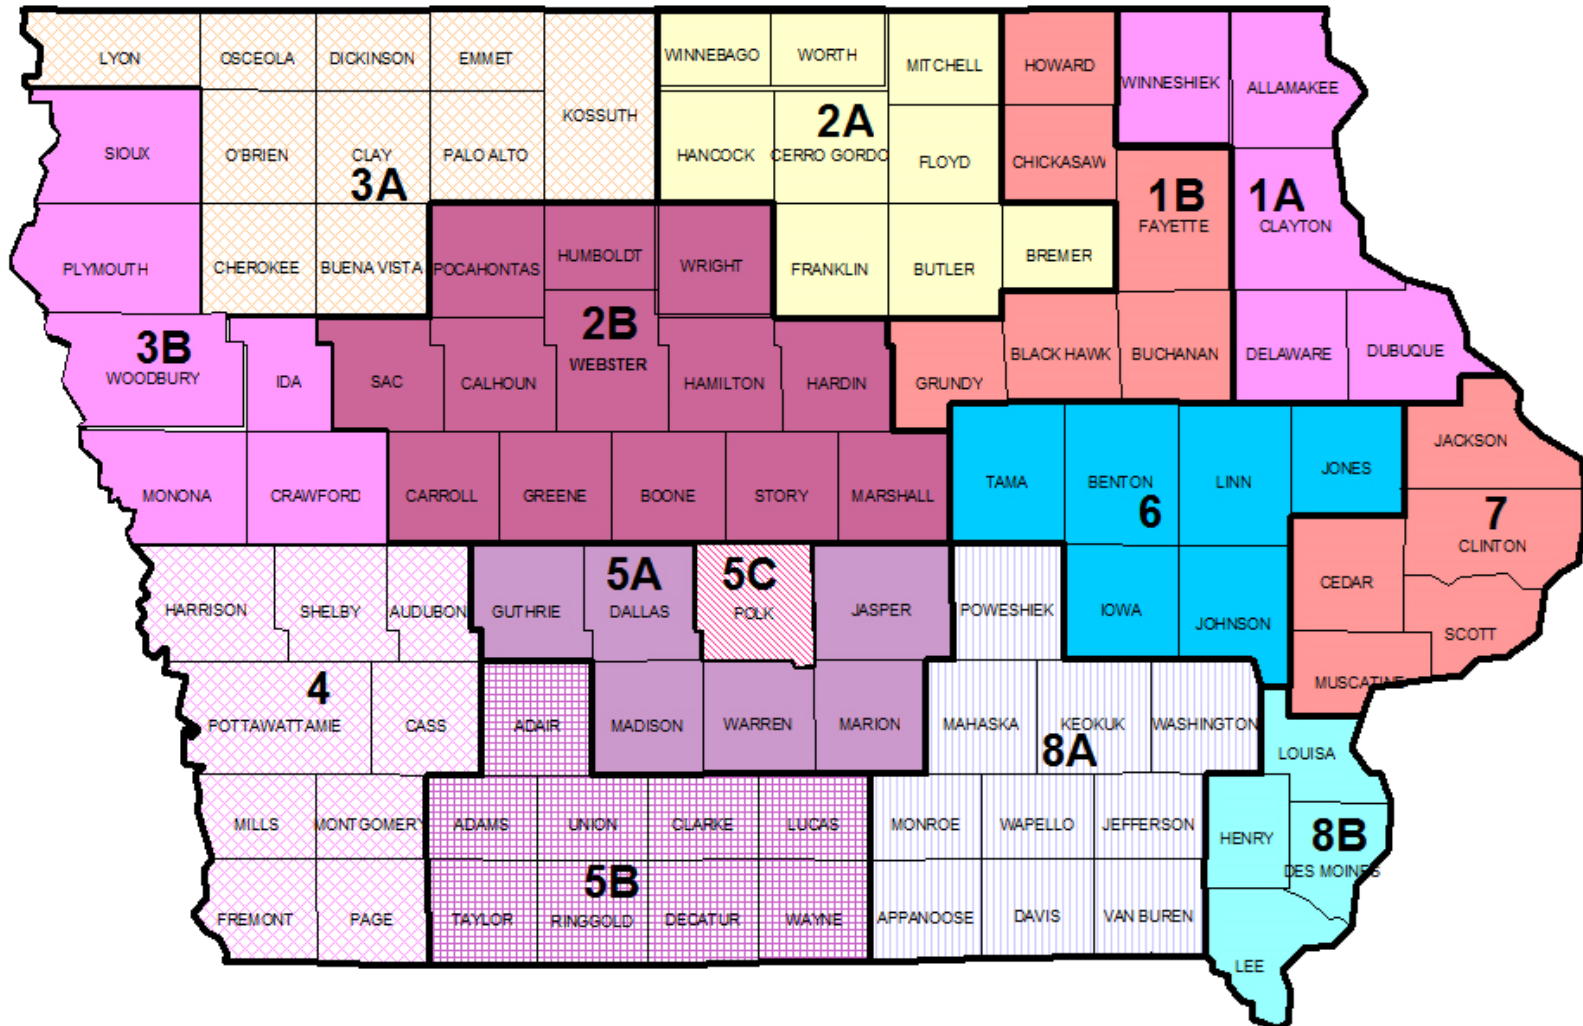 LYON OSCEOLA DICKINSON EMMET WINNEBAGO WORTH MITCHELL HOWARD WINNESHIEK ALLAMAKEE
KOSSUTH
2A
SIOUX O'BRIEN CLAY PALO ALTO HANCOCK CERRO GORDO FLOYD CHICKASAW
3A 1B 1A
FAYETTE CLAYTON
PLYMOUTH CHEROKEE BUENA VISTA POCAHONTAS HUMBOLDT WRIGHT FRANKLIN BUTLER BREMER
2B
3B
WOODBURY IDA SAC CALHOUN WEBSTER HAMILTON HARDIN GRUNDY BLACK HAWK BUCHANAN DELAWARE DUBUQUE
JACKSON
MONONA CRAWFORD CARROLL GREENE BOONE STORY MARSHALL TAMA BENTON LINN JONES
6 7
CLINTON
5A 5C
HARRISON SHELBY AUDUBON GUTHRIE DALLAS POLK JASPER POWESHIEK IOWA JOHNSON CEDAR
SCOTT
4 MUSCATINE
POTTAWATTAMIE CASS ADAIR MADISON WARREN MARION MAHASKA KEOKUK WASHINGTON
8A LOUISA
MILLS MONTGOMERY ADAMS UNION CLARKE LUCAS MONROE WAPELLO JEFFERSON HENRY 8B
DES MOINES
5B
FREMONT PAGE TAYLOR RINGGOLD DECATUR WAYNE APPANOOSE DAVIS VAN BUREN
LEE